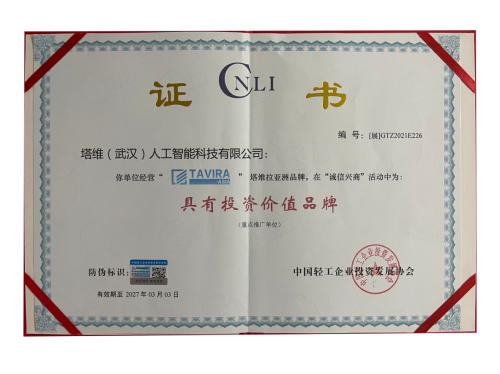 CNLI
证 书
编 号：[展]GTZ2021E226
塔维（武汉）人工智能科技有限公司：
你单位经营“ TAVIRA ASIA ”塔维拉亚洲品牌，在“诚信兴商”活动中为：
具有投资价值品牌
（重点推广单位）
防伪标识：
中国轻工企业投资发展协会
有效期至 2027 年 03 月 03 日